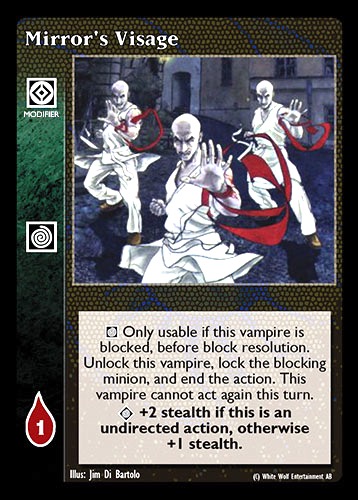 Mirror's Visage
MODIFIER
Only usable if this vampire is
blocked, before block resolution.
Unlock this vampire, lock the blocking
minion, and end the action. This
vampire cannot act again this turn.
+2 stealth if this is an
undirected action, otherwise
+1 stealth.
1
Illus: Jim Di Bartolo
(C) White Wolf Entertainment AB